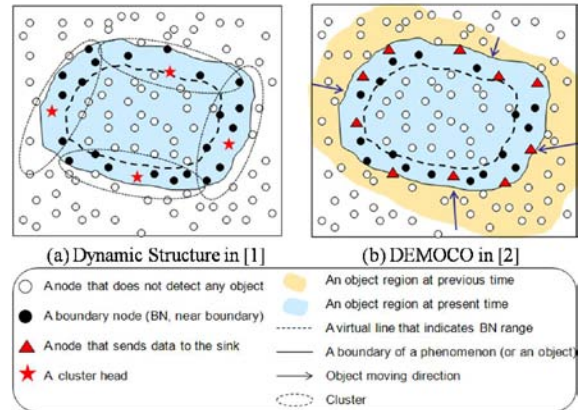 (a) Dynamic Structure in [1]
(b) DEMOCO in [2]
A node that does not detect any object
A boundary node (BN, near boundary)
A node that sends data to the sink
A cluster head
An object region at previous time
An object region at present time
A virtual line that indicates BN range
A boundary of a phenomenon (or an object)
Object moving direction
Cluster